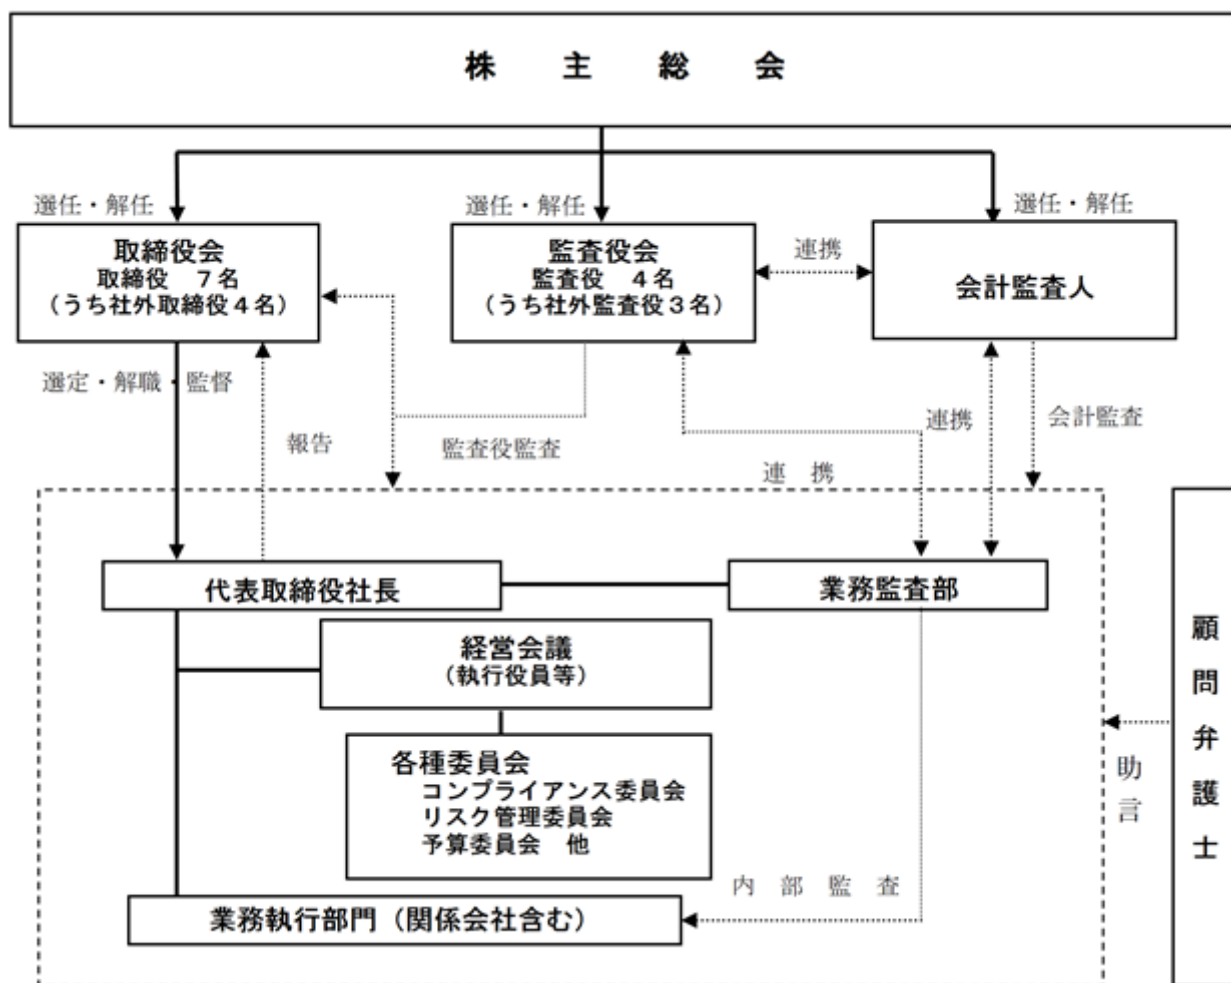 株主総会
選任・解任
選任・解任
選任・解任
取締役会
取締役 7名
(うち社外取締役4名)
監査役会
監査役 4名
(うち社外監査役3名)
連携
会計監査人
選定・解職・監督
報告
監査役監査
連携
連携
会計監査
代表取締役社長
業務監査部
経営会議
(執行役員等)
各種委員会
コンプライアンス委員会
リスク管理委員会
予算委員会 他
内部監査
業務執行部門(関係会社含む)
助言
顧問弁護士